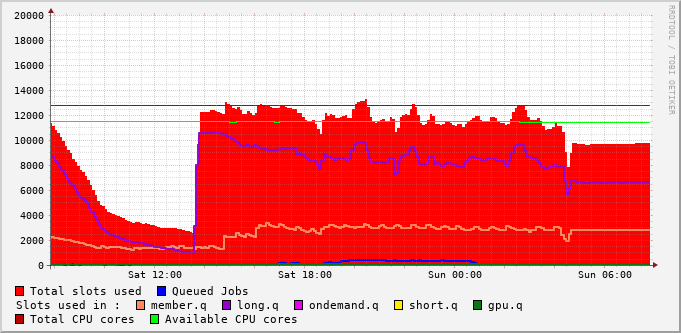 RRDTOOL / TOBI OETIKER
20000
18000
16000
14000
12000
10000
8000
6000
4000
2000
0
Sat 12:00 Sat 18:00 Sun 00:00 Sun 06:00
Total slots used Queued Jobs
Slots used in : member.q long.q ondemand.q short.q gpu.q
Total CPU cores Available CPU cores